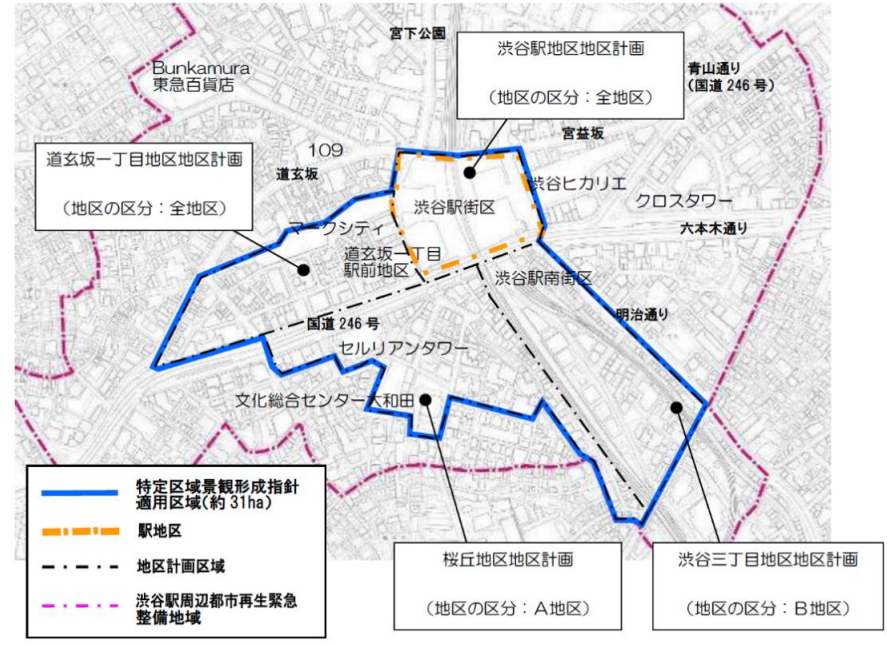 宮下公園
渋谷駅地区地区計画
（地区の区分：全地区）
青山通り
（国道246号）
Bunkamura
東急百貨店
宮益坂
109
道玄坂
道玄坂一丁目地区地区計画
（地区の区分：全地区）
渋谷ヒカリエ
クロスタワー
渋谷駅街区
六本木通り
マークシティ
道玄坂一丁目
駅前地区
渋谷駅南街区
明治通り
国道246号
セルリアンタワー
文化総合センター大和田
特定区域景観形成指針
適用区域(約31ha)
駅地区
地区計画区域
渋谷駅周辺都市再生緊急
整備地域
桜丘地区地区計画
（地区の区分：A地区）
渋谷三丁目地区地区計画
（地区の区分：B地区）